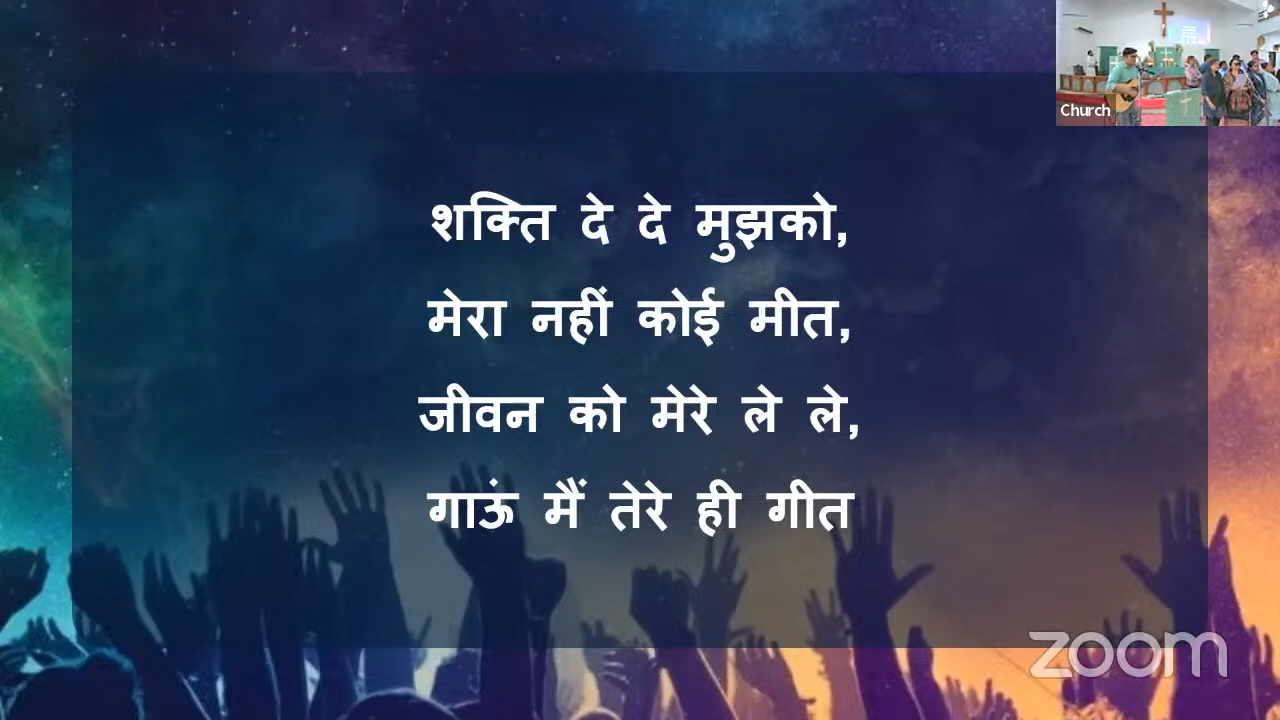 Church
शक्ति दे दे मुझको,
मेरा नहीं कोई मीत,
जीवन को मेरे ले ले,
गाऊं मैं तेरे ही गीत
zoom